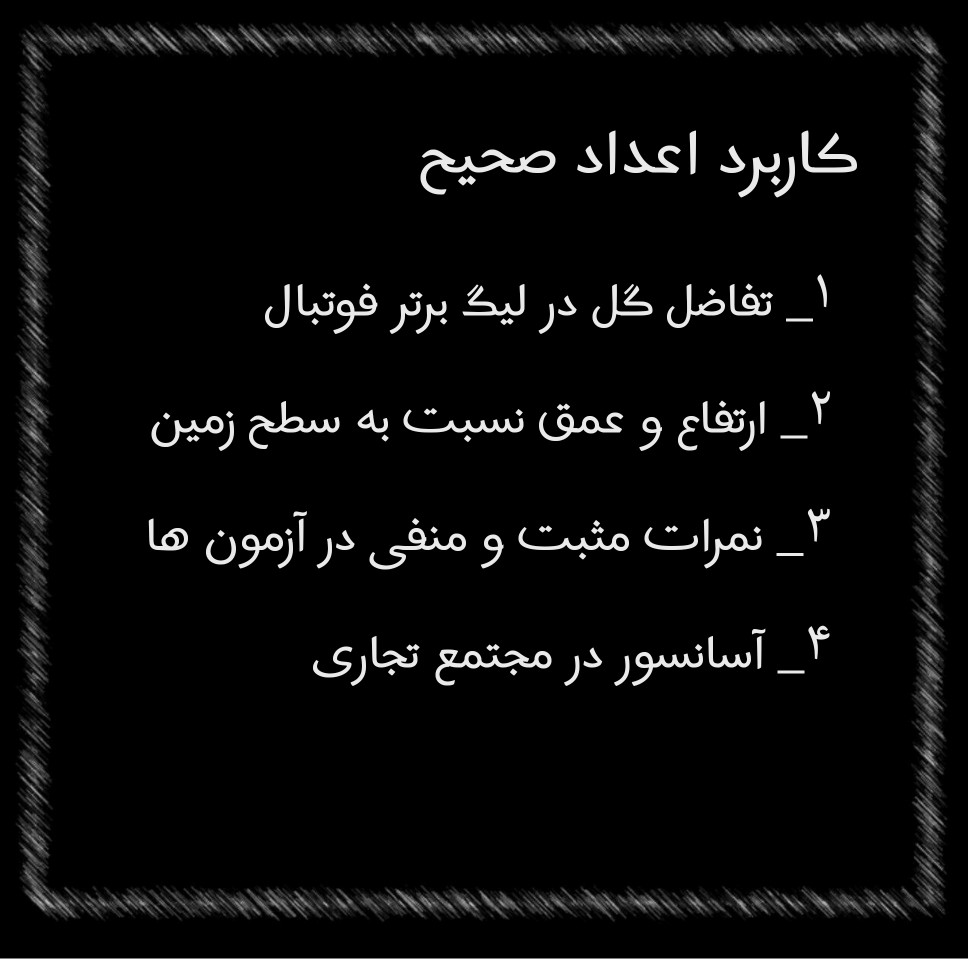 کاربرد اعداد صحیح
۱_ تفاضل گل در لیگ برتر فوتبال
۲_ ارتفاع و عمق نسبت به سطح زمین
۳_ نمرات مثبت و منفی در آزمون ها
۴_ آسانسور در مجتمع تجاری